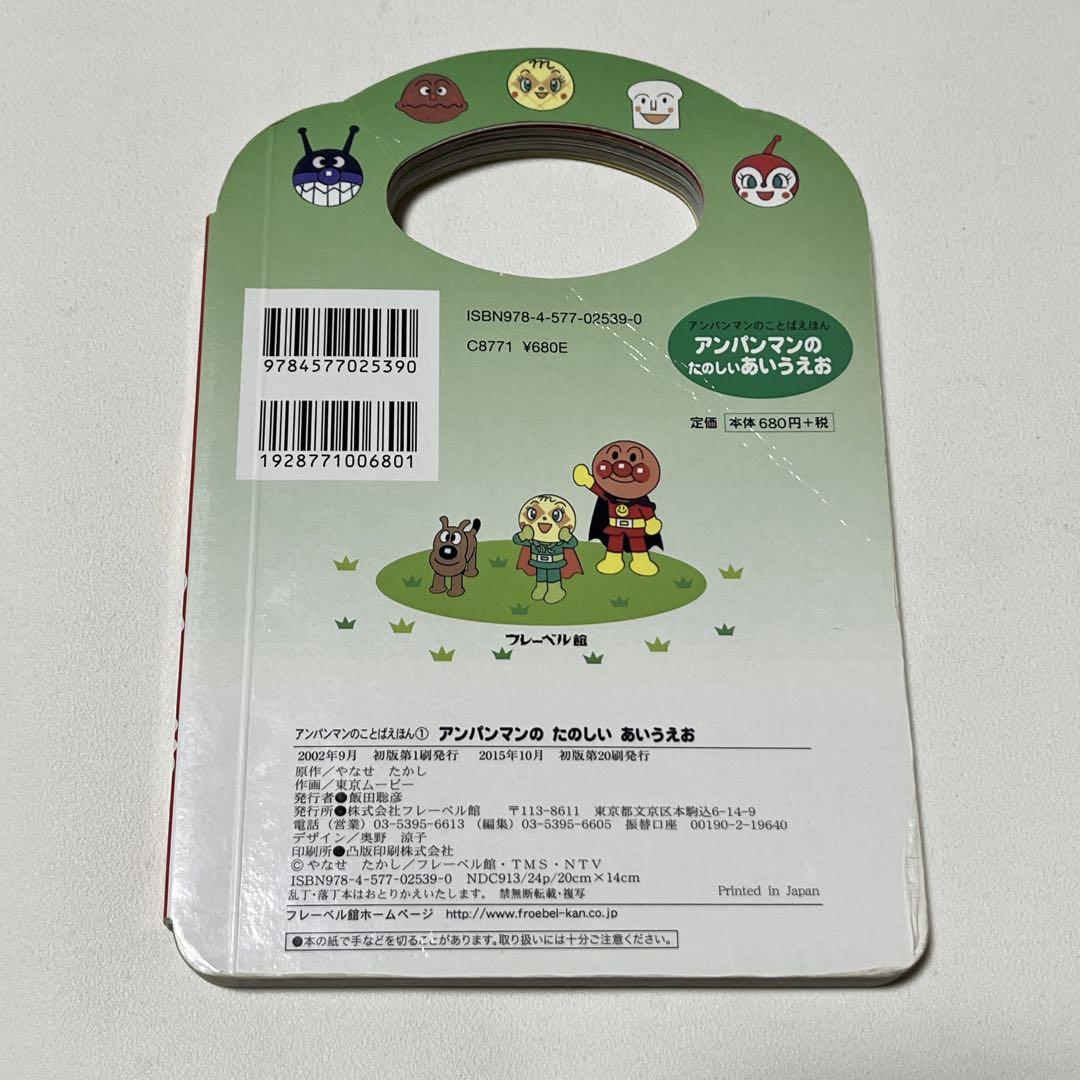 m
ISBN978-4-577-02539-0
C8771 ¥680E
9784577025390
1928771006801
アンパンマンのことばえほん
アンパンマンの
たのしいあいうえお
定価 本体680円+税
m
フレーベル館
アンパンマンのことばえほん① アンパンマンの たのしい あいうえお
2002年9月 初版第1刷発行 2015年10月 初版第20刷発行
原作/やなせ たかし
作画/東京ムービー
発行者●飯田聡彦
発行所●株式会社フレーベル館 〒113-8611 東京都文京区本駒込6-14-9
電話(営業)03-5395-6613(編集)03-5395-6605 振替口座 00190-2-19640
デザイン/奥野 涼子
印刷所●凸版印刷株式会社
©やなせ たかし/フレーベル館・TMS・NTV
ISBN978-4-577-02539-0 NDC913/24p/20cm×14cm
乱丁・落丁本はおとりかえいたします。 禁無断転載・複写
Printed in Japan
フレーベル館ホームページ http://www.froebel-kan.co.jp
●本の紙で手などを切ることがあります。取り扱いには十分ご注意ください。